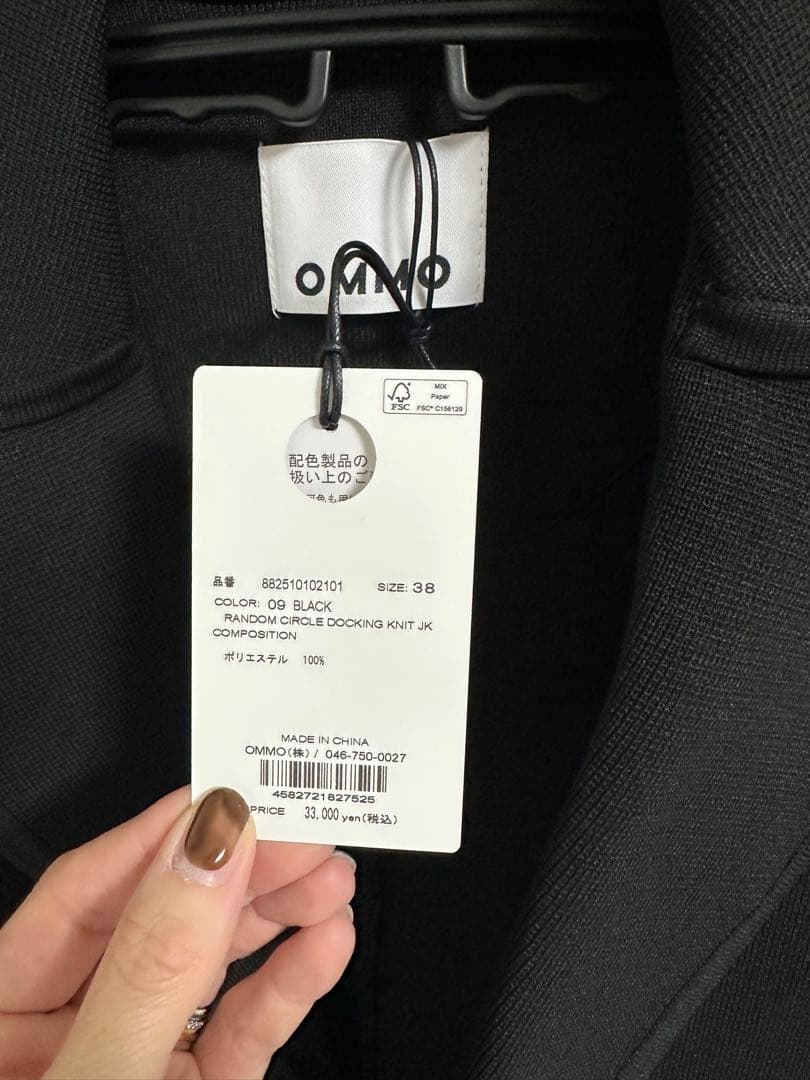 OMMO
FSC
MIX
Paper
FSC® C156129
配色製品の
扱い上のご
色も
品番 882510102101 SIZE: 38
COLOR: 09 BLACK
RANDOM CIRCLE DOCKING KNIT JK
COMPOSITION
ポリエステル 100%
MADE IN CHINA
OMMO(株) / 046-750-0027
4582721827525
PRICE 33,000 yen(税込)